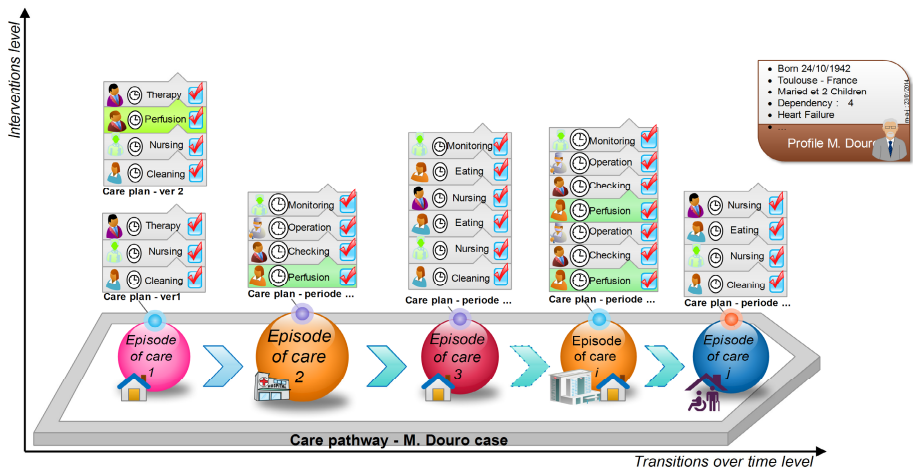 Interventions level
Born 24/10/1942
Toulouse - France
Maried et 2 Children
Dependency : 4
Heart Failure
...
Profile M. Douro
Therapy
Perfusion
Nursing
Cleaning
Care plan - ver 2
Therapy
Nursing
Cleaning
Care plan - ver1
Monitoring
Operation
Checking
Perfusion
Care plan - periode ...
Monitoring
Eating
Nursing
Eating
Nursing
Cleaning
Care plan - periode ...
Monitoring
Operation
Checking
Perfusion
Operation
Checking
Perfusion
Care plan - periode ...
Nursing
Eating
Nursing
Cleaning
Care plan - periode ...
Episode
of care
1
Episode
of care
2
HOSPITAL
Episode
of care
3
Episode
of care
i
Episode
of care
j
Care pathway - M. Douro case
Transitions over time level